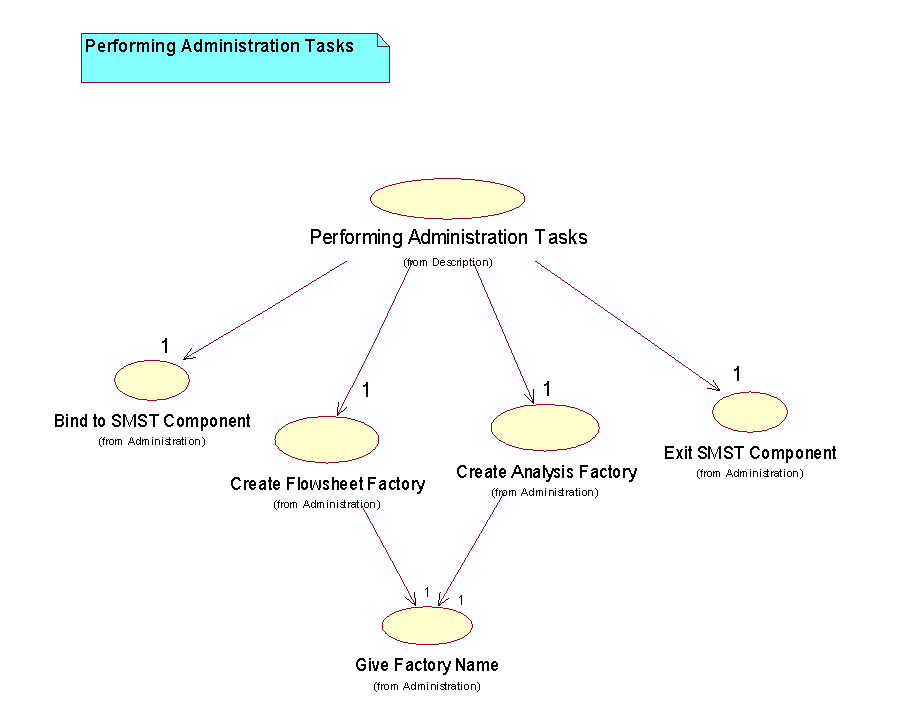 Performing Administration Tasks
Performing Administration Tasks
(from Description)
1
1
1
1
Bind to SMST Component
(from Administration)
Create Flowsheet Factory
(from Administration)
Create Analysis Factory
(from Administration)
Exit SMST Component
(from Administration)
1
1
Give Factory Name
(from Administration)